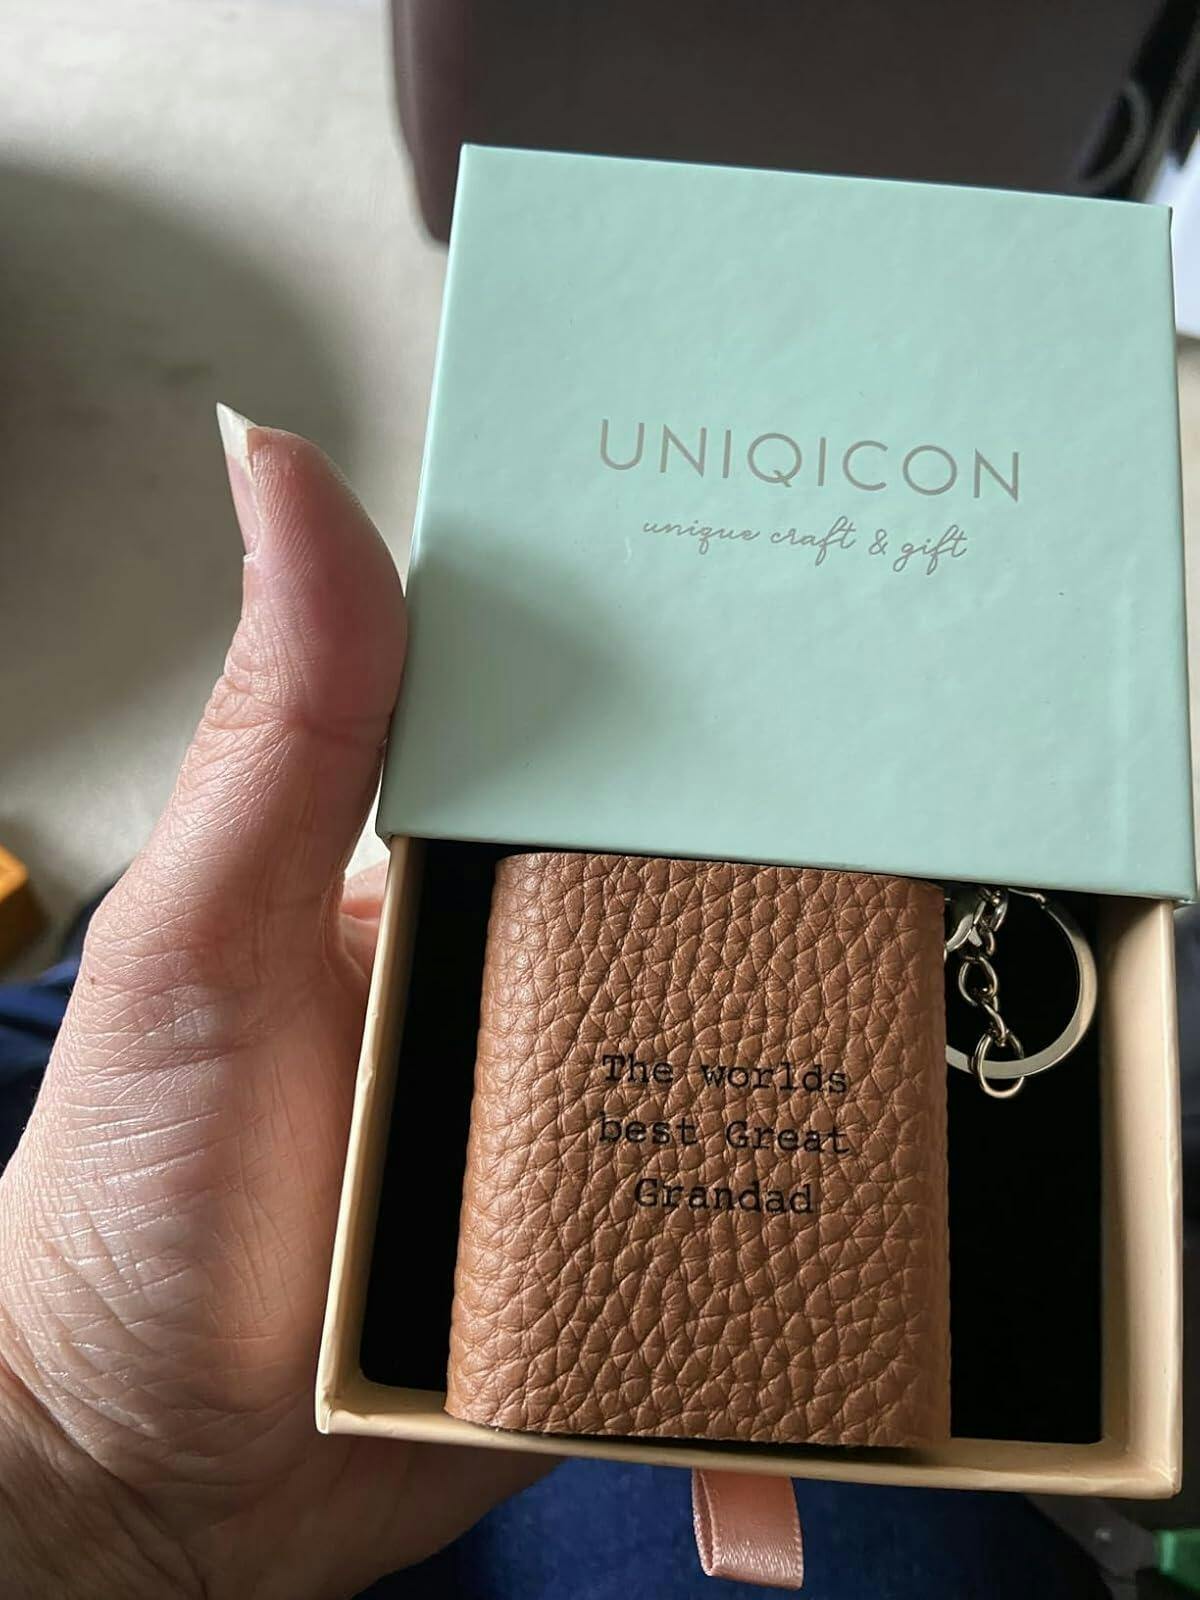 UNIQICON
unique craft & gift
The worlds
best Great
Grandad